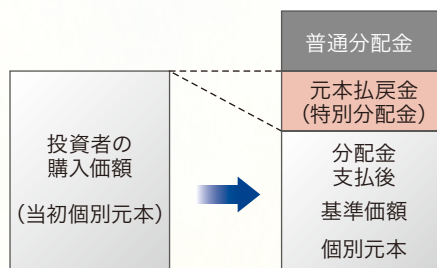 投資者の
購入価額
（当初個別元本）
普通分配金
元本払戻金
（特別分配金）
分配金
支払後
基準価額
個別元本